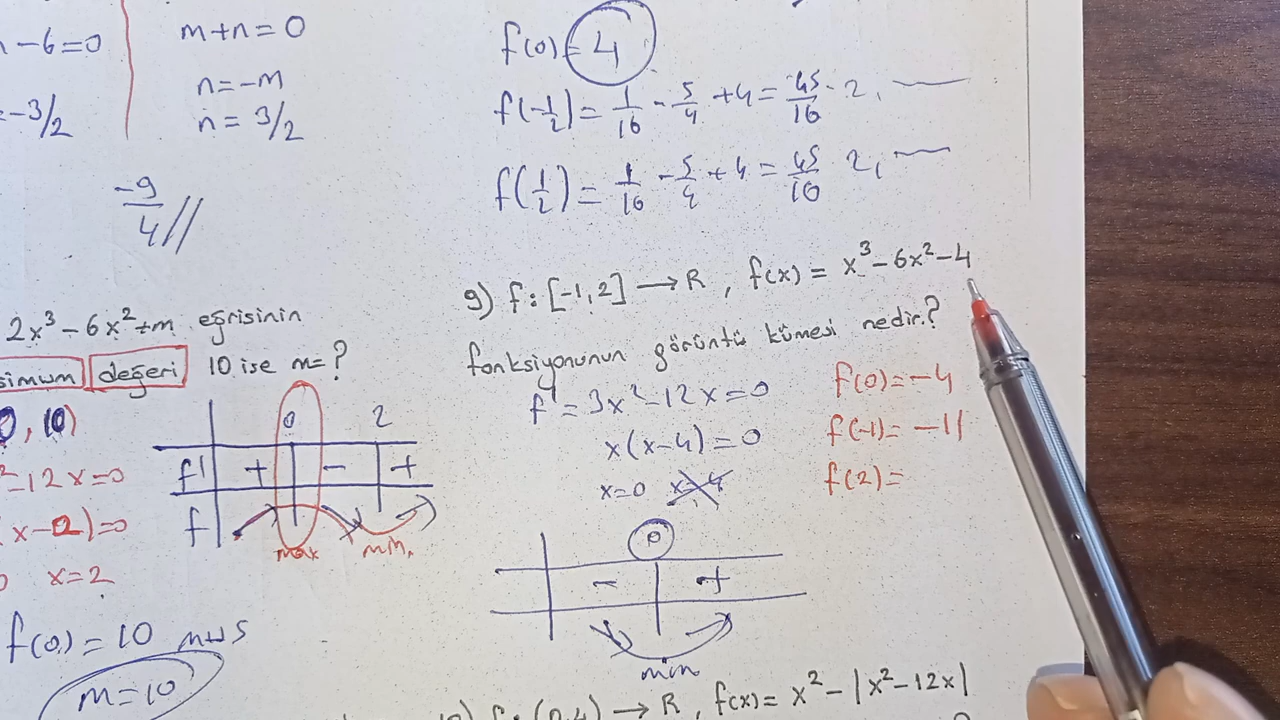 -6=0
=-3/2
m+n=0
n=-m
n= 3/2
-9/4//
2x³-6x²+m eğrisinin
değeri 10 ise m=?
, 10)
-12x=0
x-2)=0
x=2
0 2
f' + - +
f
max min.
f(0)=10
m=10
f(0)=4
f(-1/2)= 1/16 - 5/4 +4= 45/16 - 2,
f(1/2)= 1/16 - 5/4 +4= 45/16 2,
9) f: [-1,2] → R , f(x)= x³-6x²-4
fonksiyonunun görüntü kümesi nedir.?
f' = 3x²-12x=0
x(x-4)=0
x=0 x=4
f(0)=-4
f(-1)= -11
f(2)=
0
- +
min
→ R , f(x)= x²-|x²-12x|